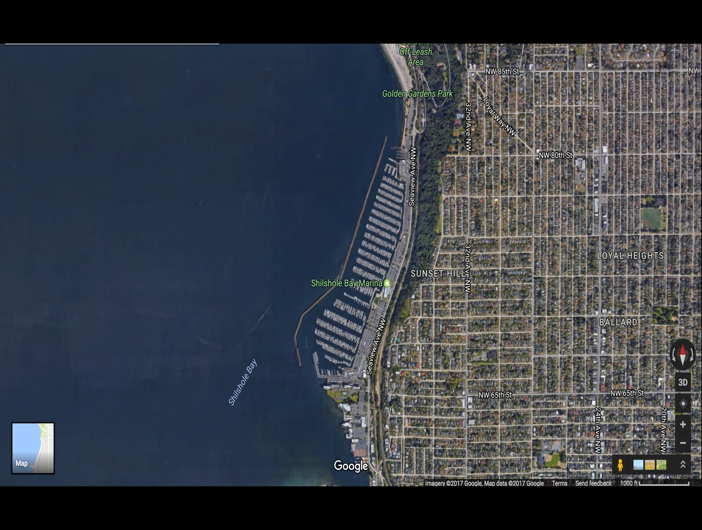 Off Leash
Area
NW 85th St
NW
Golden Gardens Park
32nd Ave NW
Loyal Way NW
Seaview Ave NW
NW 80th St
32nd Ave NW
LOYAL HEIGHTS
SUNSET HILL
Shilshole Bay Marina
BALLARD
Seaview Ave NW
Shilshole Bay
3D
NW 65th St
NW 65th St
24th Ave NW
20th Ave NW
Map
Google
Imagery ©2017 Google, Map data ©2017 Google Terms Send feedback 1000 ft